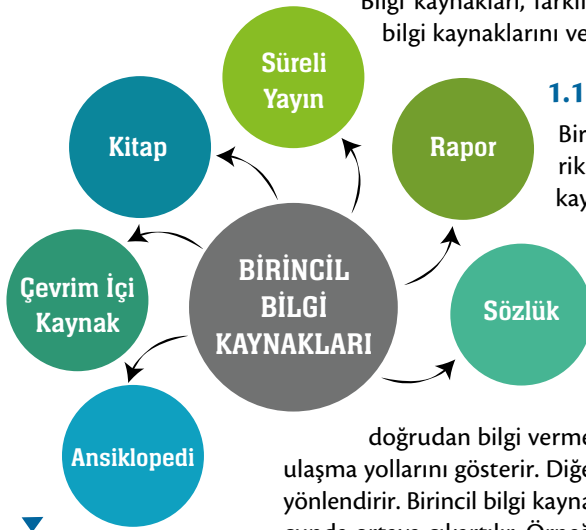 Bilgi kaynakları, farklı
bilgi kaynaklarını ve
1.1
Bir
rik
kay
Süreli
Yayın
Kitap
Rapor
BİRİNCİL
BİLGİ
KAYNAKLARI
Çevrim İçi
Kaynak
Sözlük
Ansiklopedi
doğrudan bilgi verme
ulaşma yollarını gösterir. Diğe
yönlendirir. Birincil bilgi kayna